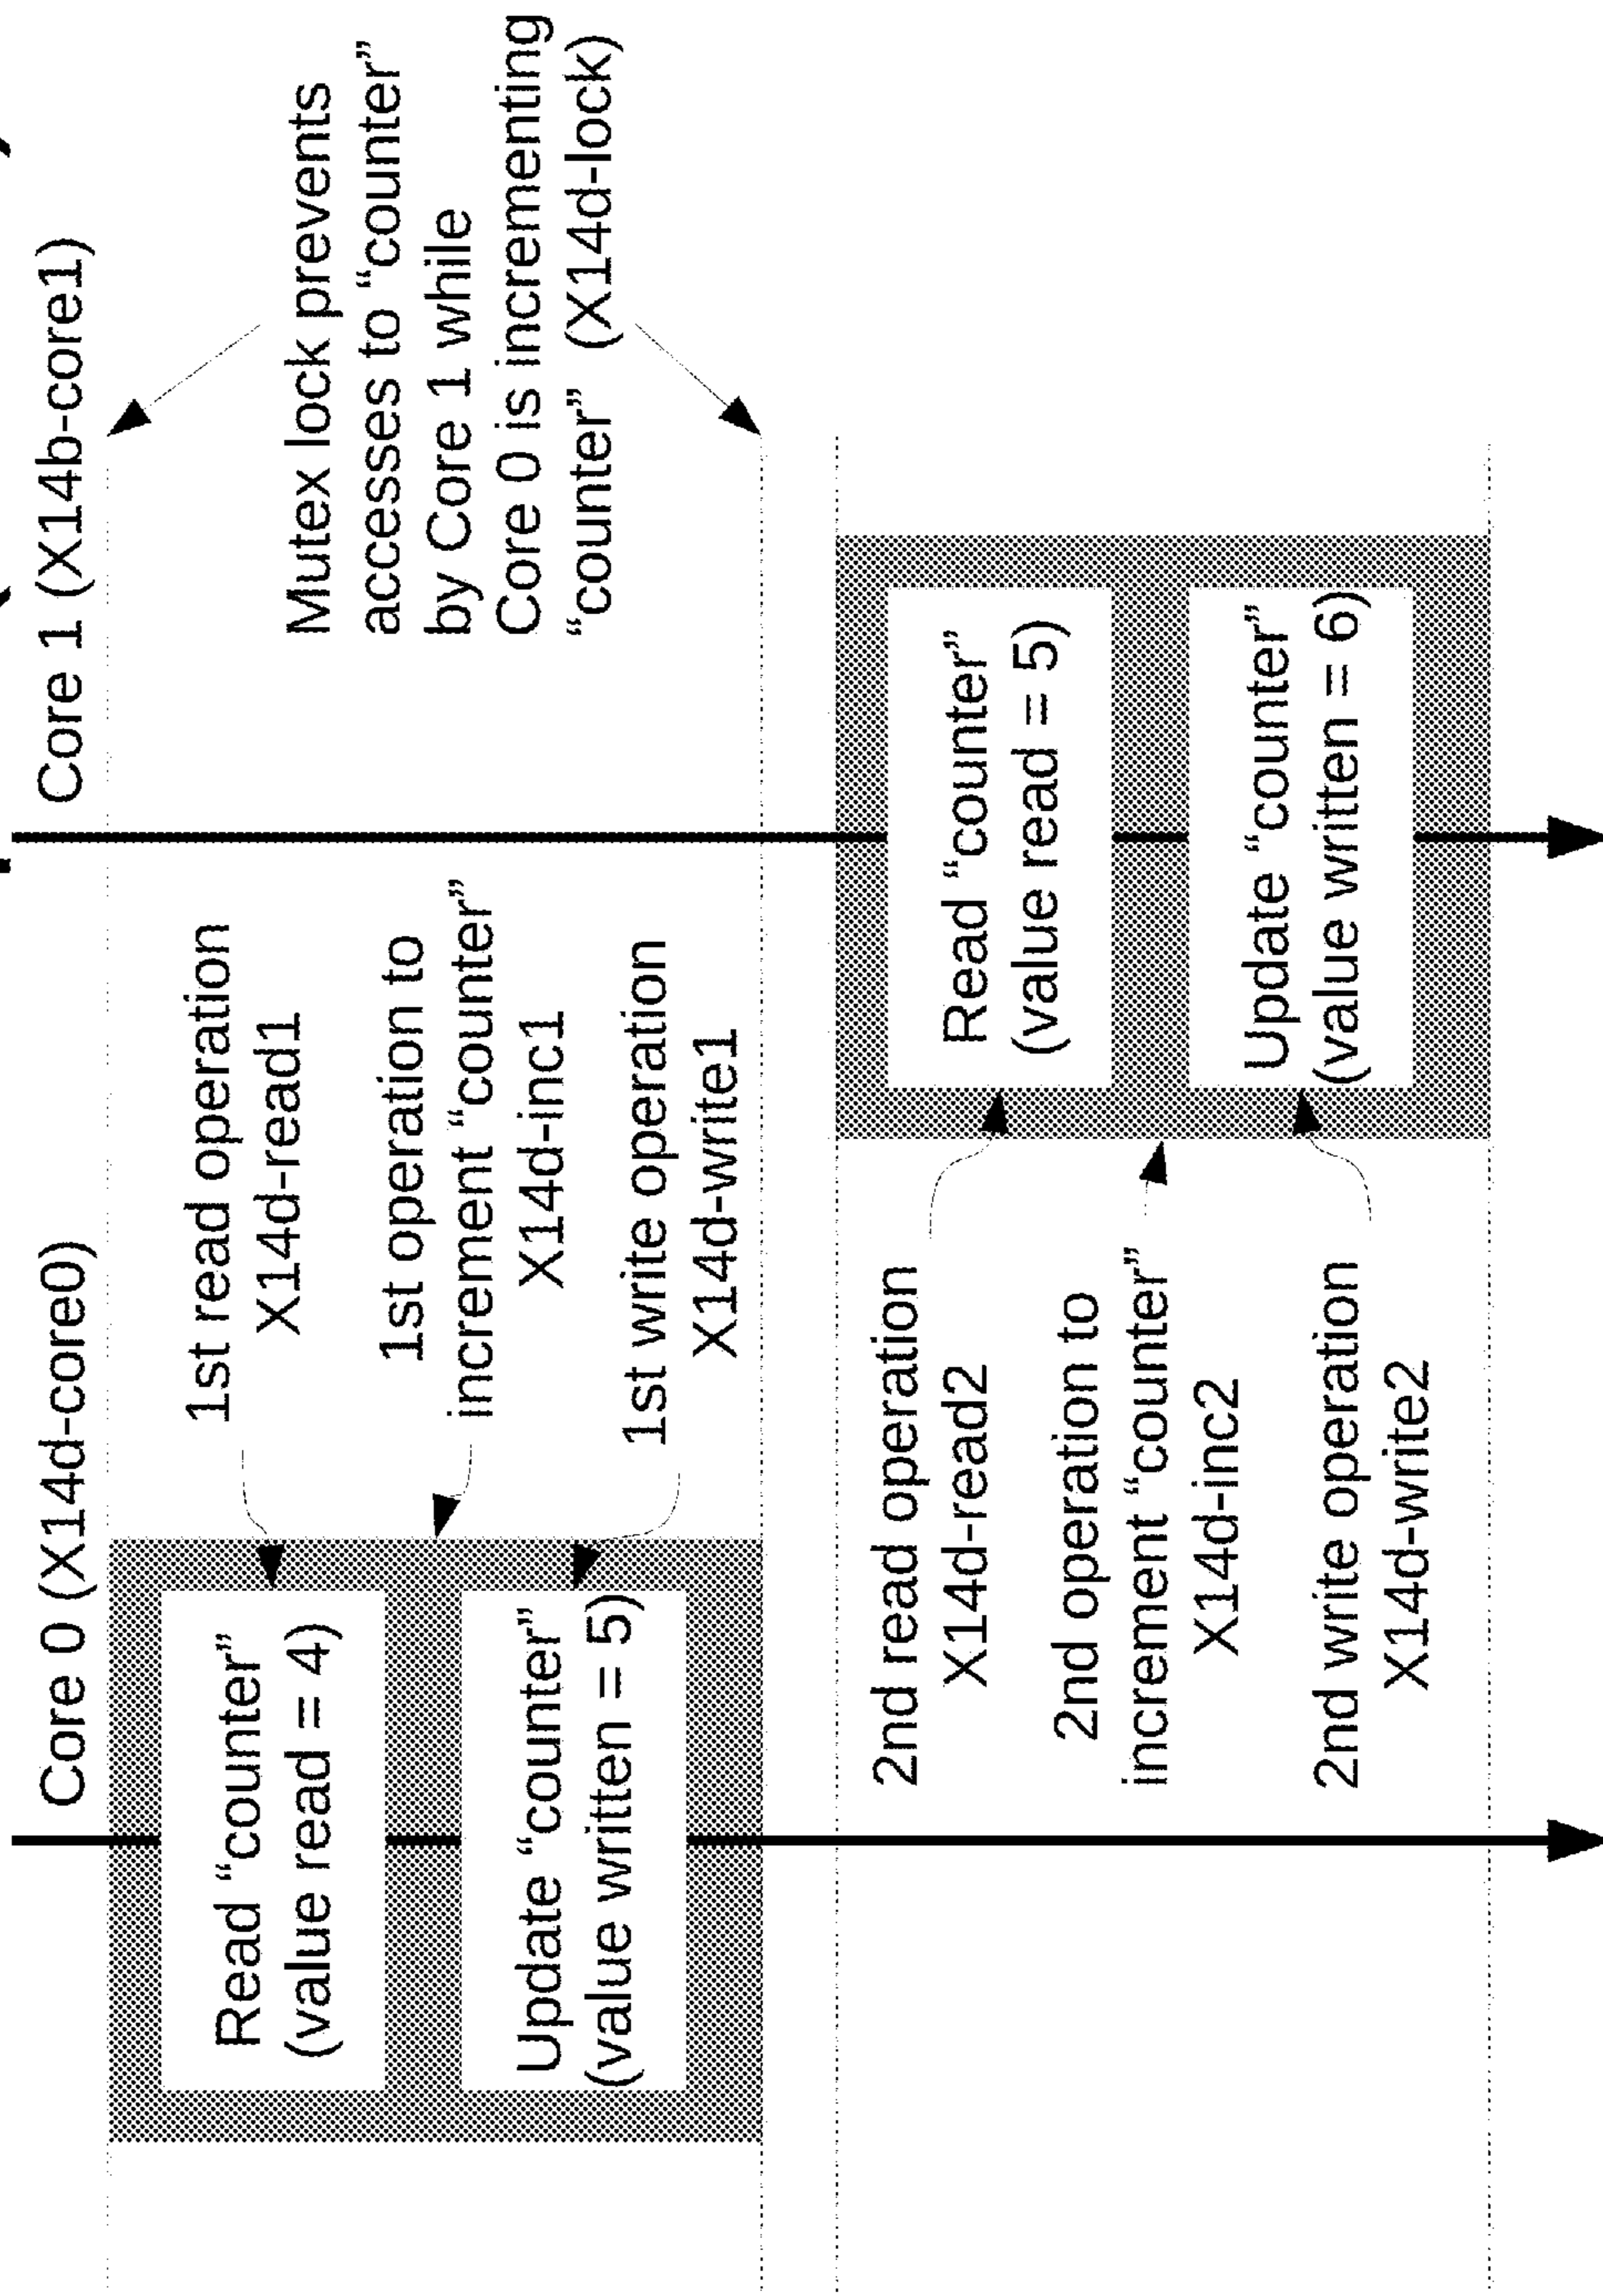 Core 0 (X14d-core0)
Core 1 (X14b-core1)
Read “counter”
(value read = 4)
Update “counter”
(value written = 5)
1st read operation
X14d-read1
1st operation to
increment “counter”
X14d-inc1
1st write operation
X14d-write1
Mutex lock prevents
accesses to “counter”
by Core 1 while
Core 0 is incrementing
“counter” (X14d-lock)
2nd read operation
X14d-read2
2nd operation to
increment “counter”
X14d-inc2
2nd write operation
X14d-write2
Read “counter”
(value read = 5)
Update “counter”
(value written = 6)